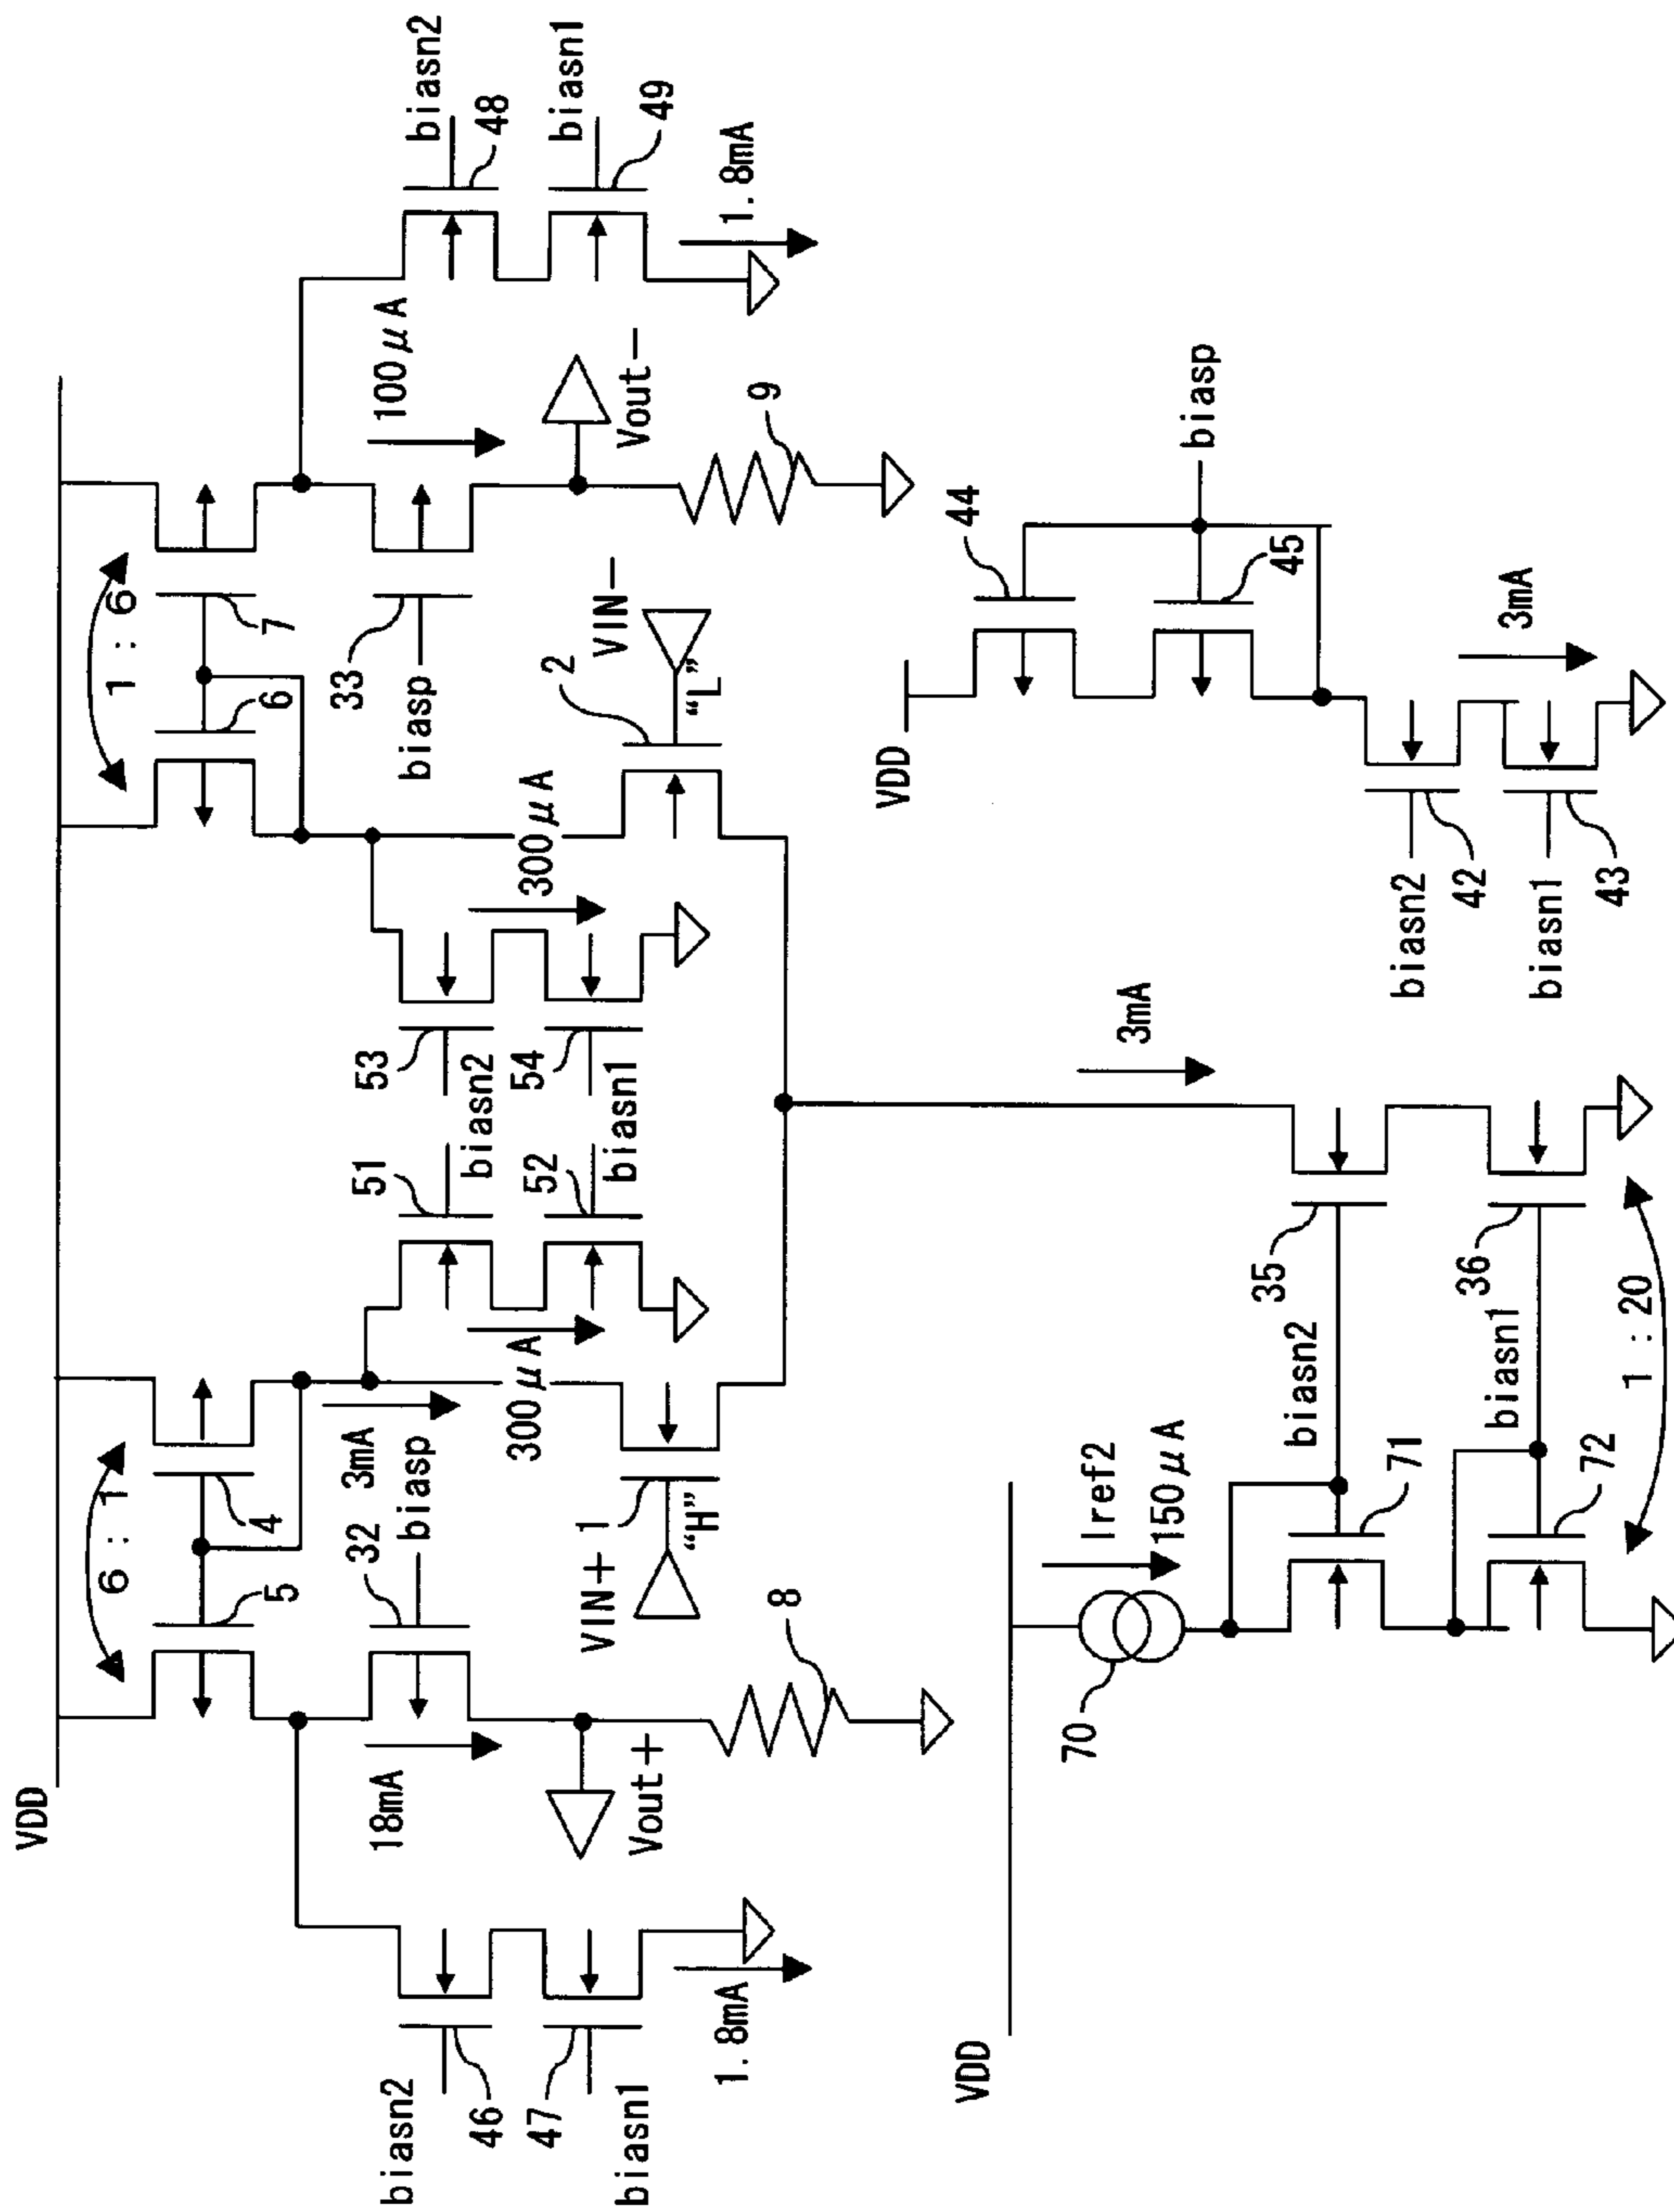 VDD
6 : 1
1 : 6
5
4
6
7
biasn2
46
47
biasn1
1.8mA
18mA
32
biasp
3mA
Vout+
8
VIN+
1
"H"
300μA
51
biasn2
52
biasn1
53
54
300μA
2
VIN-
"L"
33
biasp
100μA
Vout-
9
biasn2
48
biasn1
49
1.8mA
VDD
70
Iref2
150μA
71
72
biasn2
biasn1
35
36
1 : 20
3mA
VDD
44
45
biasp
biasn2
42
biasn1
43
3mA